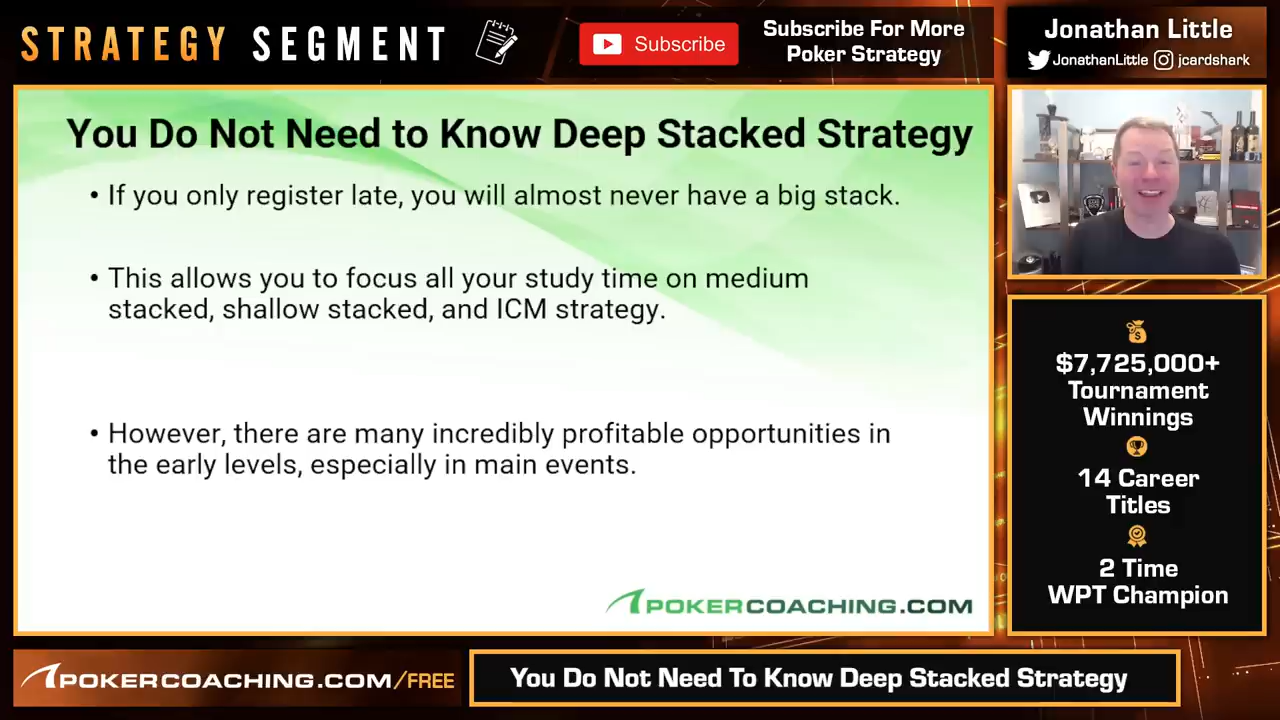 STRATEGY SEGMENT
Subscribe
Subscribe For More
Poker Strategy
Jonathan Little
JonathanLittle jcardshark
You Do Not Need to Know Deep Stacked Strategy
• If you only register late, you will almost never have a big stack.
• This allows you to focus all your study time on medium
stacked, shallow stacked, and ICM strategy.
• However, there are many incredibly profitable opportunities in
the early levels, especially in main events.
POKERCOACHING.COM
$7,725,000+
Tournament
Winnings
14 Career
Titles
2 Time
WPT Champion
POKERCOACHING.COM/FREE
You Do Not Need To Know Deep Stacked Strategy